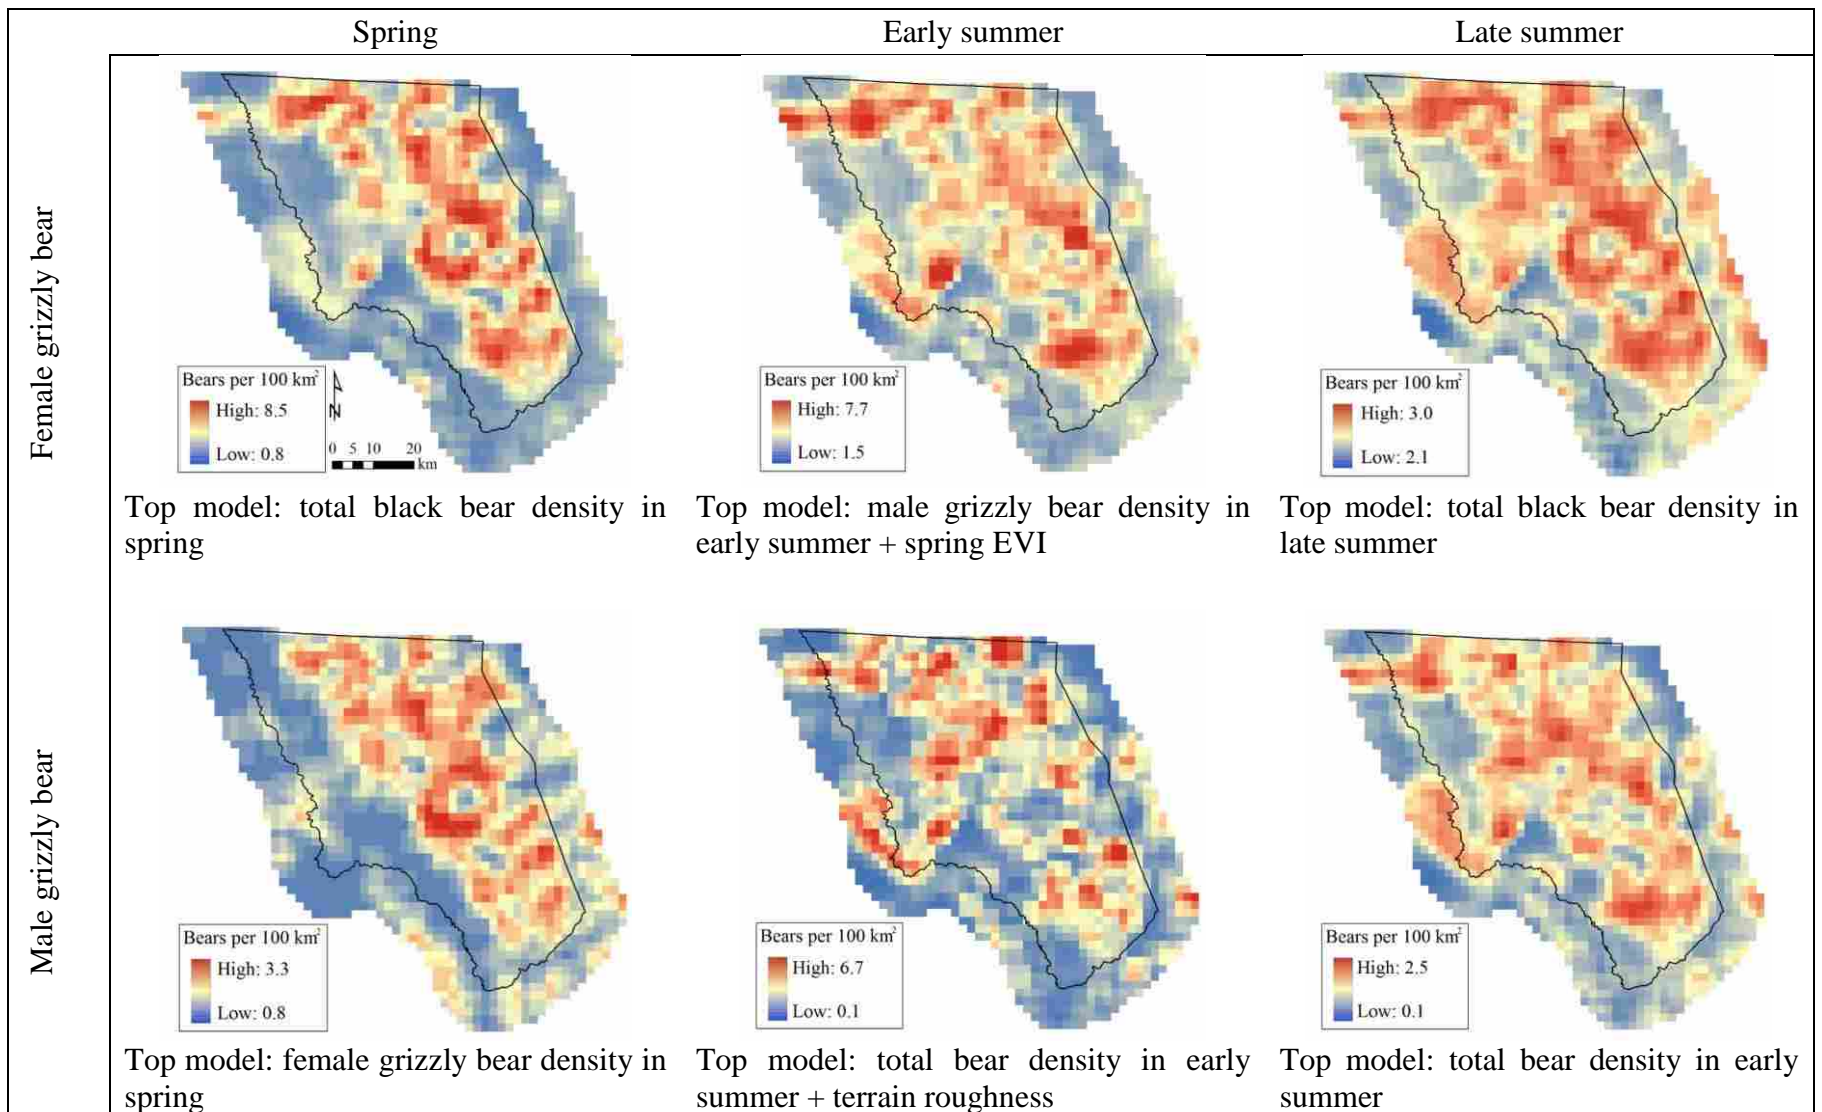 Spring
Early summer
Late summer
Female grizzly bear
Bears per 100 km²
High: 8.5
Low: 0.8
N
0 5 10 20
km
Bears per 100 km²
High: 7.7
Low: 1.5
Bears per 100 km²
High: 3.0
Low: 2.1
Top model: total black bear density in
spring
Top model: male grizzly bear density in
early summer + spring EVI
Top model: total black bear density in
late summer
Male grizzly bear
Bears per 100 km²
High: 3.3
Low: 0.8
Bears per 100 km²
High: 6.7
Low: 0.1
Bears per 100 km²
High: 2.5
Low: 0.1
Top model: female grizzly bear density in
spring
Top model: total bear density in early
summer + terrain roughness
Top model: total bear density in early
summer